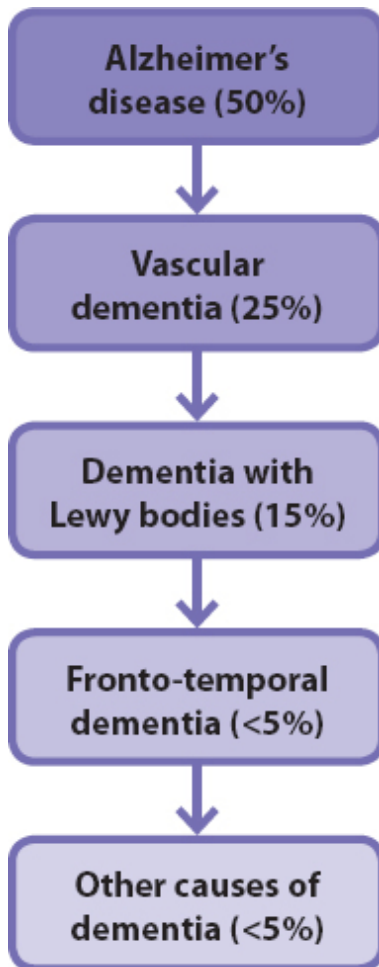 Alzheimer's
disease (50%)
Vascular
dementia (25%)
Dementia with
Lewy bodies (15%)
Fronto-temporal
dementia (<5%)
Other causes of
dementia (<5%)